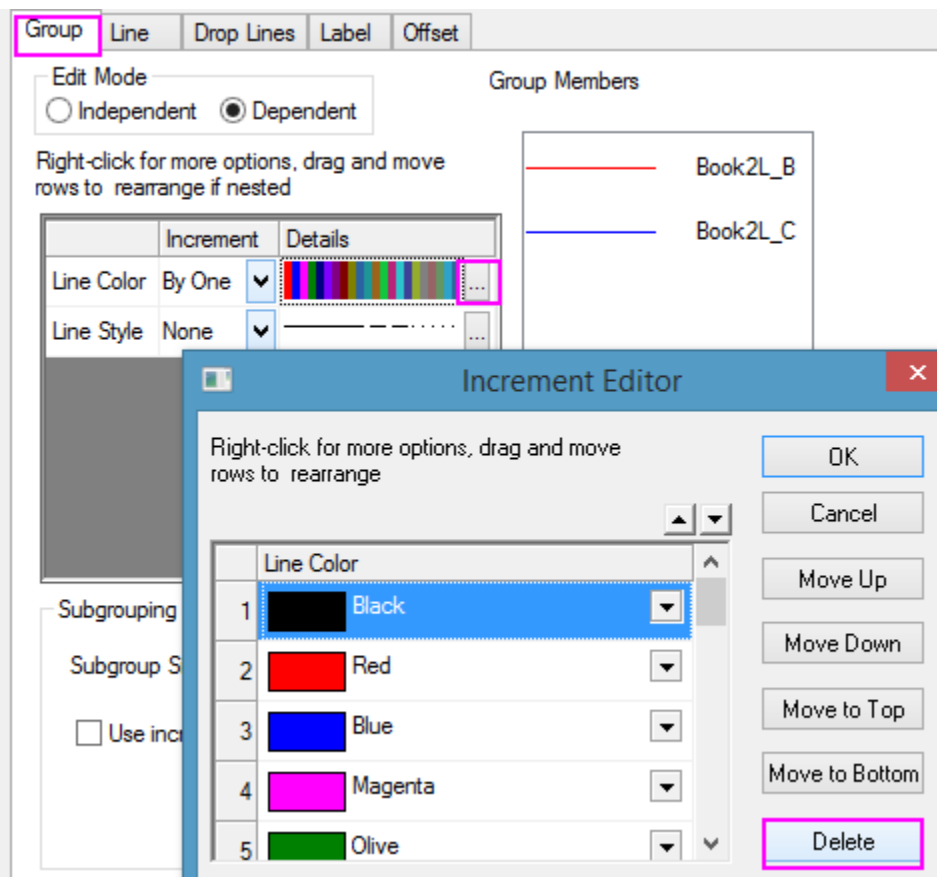 Group Line Drop Lines Label Offset
Edit Mode
Independent Dependent
Group Members
Right-click for more options, drag and move
rows to rearrange if nested
Book2L_B
Book2L_C
Increment Details
Line Color By One ...
Line Style None ...
Increment Editor
Right-click for more options, drag and move
rows to rearrange
OK
Cancel
Line Color
Move Up
1 Black
Move Down
2 Red
Move to Top
3 Blue
Move to Bottom
4 Magenta
Delete
5 Olive
Subgrouping
Subgroup S
Use incr